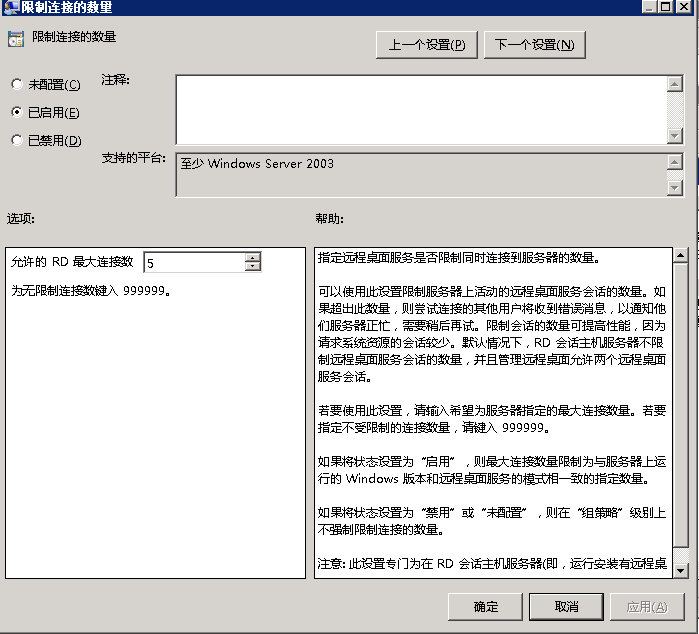 限制连接的数量
限制连接的数量
上一个设置(P)
下一个设置(N)
未配置(C)
注释:
已启用(E)
已禁用(D)
支持的平台:
至少 Windows Server 2003
选项:
帮助:
允许的 RD 最大连接数
5
为无限制连接数键入 999999。
指定远程桌面服务是否限制同时连接到服务器的数量。
可以使用此设置限制服务器上活动的远程桌面服务会话的数量。如
果超出此数量，则尝试连接的其他用户将收到错误消息，以通知他
们服务器正忙，需要稍后再试。限制会话的数量可提高性能，因为
请求系统资源的会话较少。默认情况下，RD 会话主机服务器不限
制远程桌面服务会话的数量，并且管理远程桌面允许两个远程桌面
服务会话。
若要使用此设置，请输入希望为服务器指定的最大连接数量。若要
指定不受限制的连接数量，请键入 999999。
如果将状态设置为“启用”，则最大连接数量限制为与服务器上运
行的 Windows 版本和远程桌面服务的模式相一致的指定数量。
如果将状态设置为“禁用”或“未配置”，则在“组策略”级别上
不强制限制连接的数量。
注意: 此设置专门为在 RD 会话主机服务器(即，运行安装有远程桌
确定
取消
应用(A)